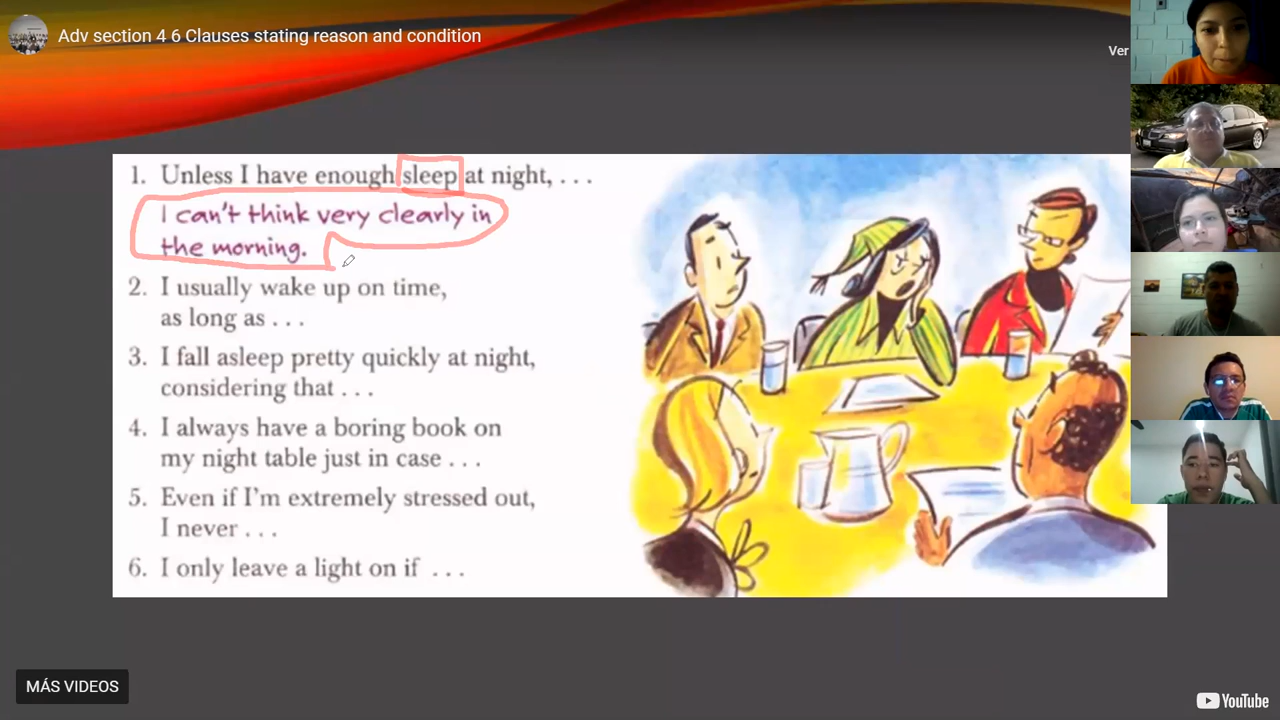 Adv section 4 6 Clauses stating reason and condition
Ver
1. Unless I have enough sleep at night, . . .
I can't think very clearly in
the morning.
2. I usually wake up on time,
as long as . . .
3. I fall asleep pretty quickly at night,
considering that . . .
4. I always have a boring book on
my night table just in case . . .
5. Even if I'm extremely stressed out,
I never . . .
6. I only leave a light on if . . .
MÁS VIDEOS
YouTube